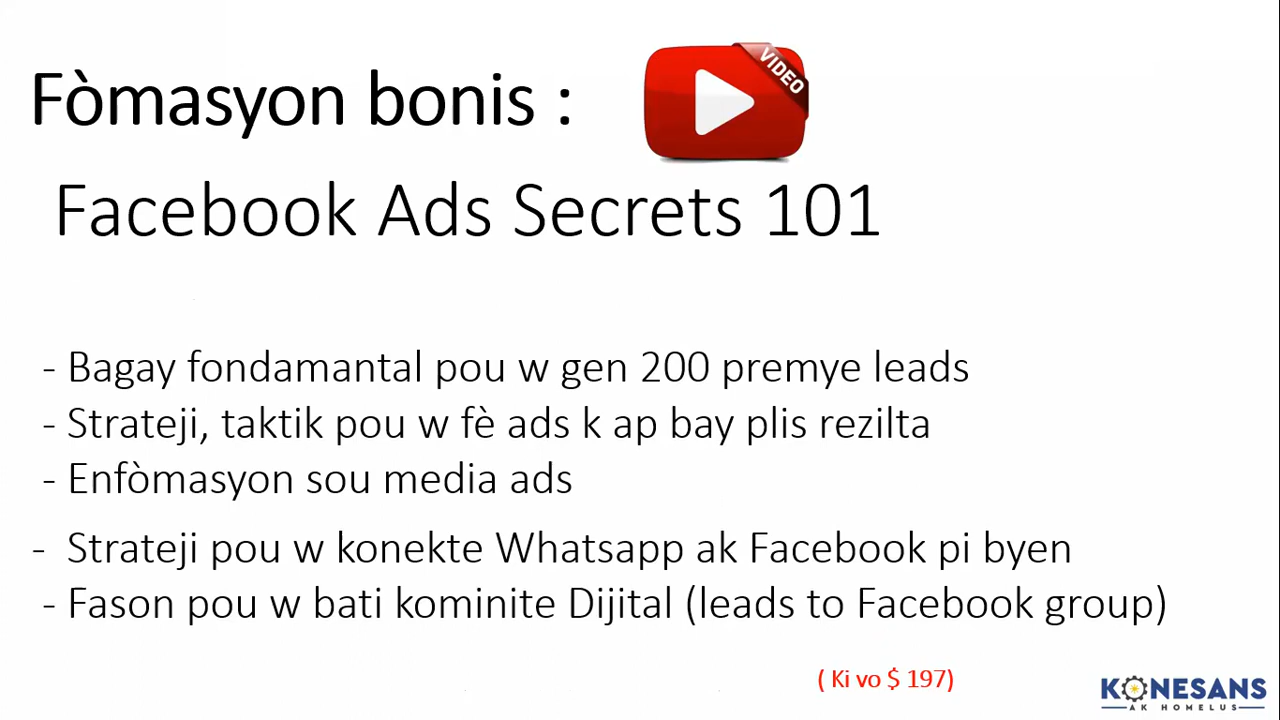 Fòmasyon bonis :
VIDEO
Facebook Ads Secrets 101
- Bagay fondamantal pou w gen 200 premye leads
- Strateji, taktik pou w fè ads k ap bay plis rezilta
- Enfòmasyon sou media ads
- Strateji pou w konekte Whatsapp ak Facebook pi byen
- Fason pou w bati kominite Dijital (leads to Facebook group)
( Ki vo $ 197)
KONESANS
AK HOMELUS